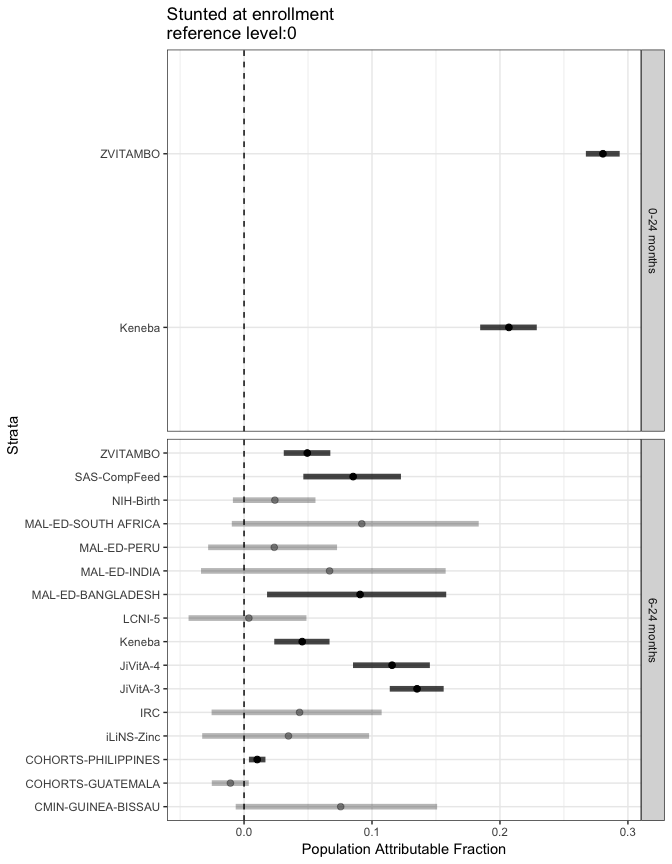 Stunted at enrollment
reference level:0
ZVITAMBO
Keneba
0-24 months
Strata
ZVITAMBO
SAS-CompFeed
NIH-Birth
MAL-ED-SOUTH AFRICA
MAL-ED-PERU
MAL-ED-INDIA
MAL-ED-BANGLADESH
LCNI-5
Keneba
JiVitA-4
JiVitA-3
IRC
iLiNS-Zinc
COHORTS-PHILIPPINES
COHORTS-GUATEMALA
CMIN-GUINEA-BISSAU
6-24 months
0.0 0.1 0.2 0.3
Population Attributable Fraction